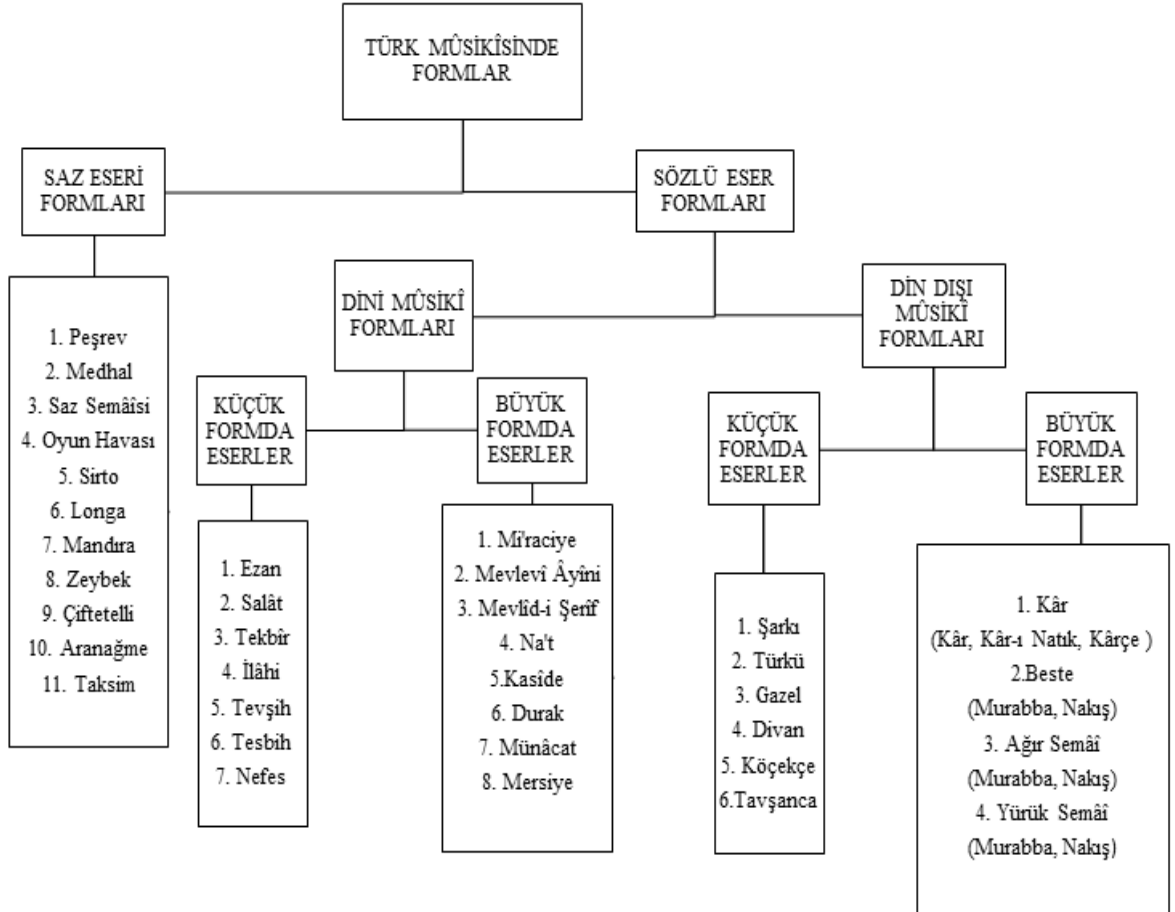 TÜRK MÛSİKÎSİNDE
FORMLAR
SAZ ESERİ
FORMLARI
SÖZLÜ ESER
FORMLARI
DİNİ MÛSİKÎ
FORMLARI
DİN DIŞI
MÛSİKÎ
FORMLARI
1. Peşrev
2. Medhal
3. Saz Semâîsi
4. Oyun Havası
5. Sirto
6. Longa
7. Mandıra
8. Zeybek
9. Çiftetelli
10. Aranağme
11. Taksim
KÜÇÜK
FORMDA
ESERLER
1. Ezan
2. Salât
3. Tekbîr
4. İlâhi
5. Tevşih
6. Tesbih
7. Nefes
BÜYÜK
FORMDA
ESERLER
1. Mi'raciye
2. Mevlevî Âyîni
3. Mevlîd-i Şerîf
4. Na't
5.Kasîde
6. Durak
7. Münâcat
8. Mersiye
KÜÇÜK
FORMDA
ESERLER
1. Şarkı
2. Türkü
3. Gazel
4. Divan
5. Köçekçe
6.Tavşanca
BÜYÜK
FORMDA
ESERLER
1. Kâr
(Kâr, Kâr-ı Natık, Kârçe )
2.Beste
(Murabba, Nakış)
3. Ağır Semâî
(Murabba, Nakış)
4. Yürük Semâî
(Murabba, Nakış)